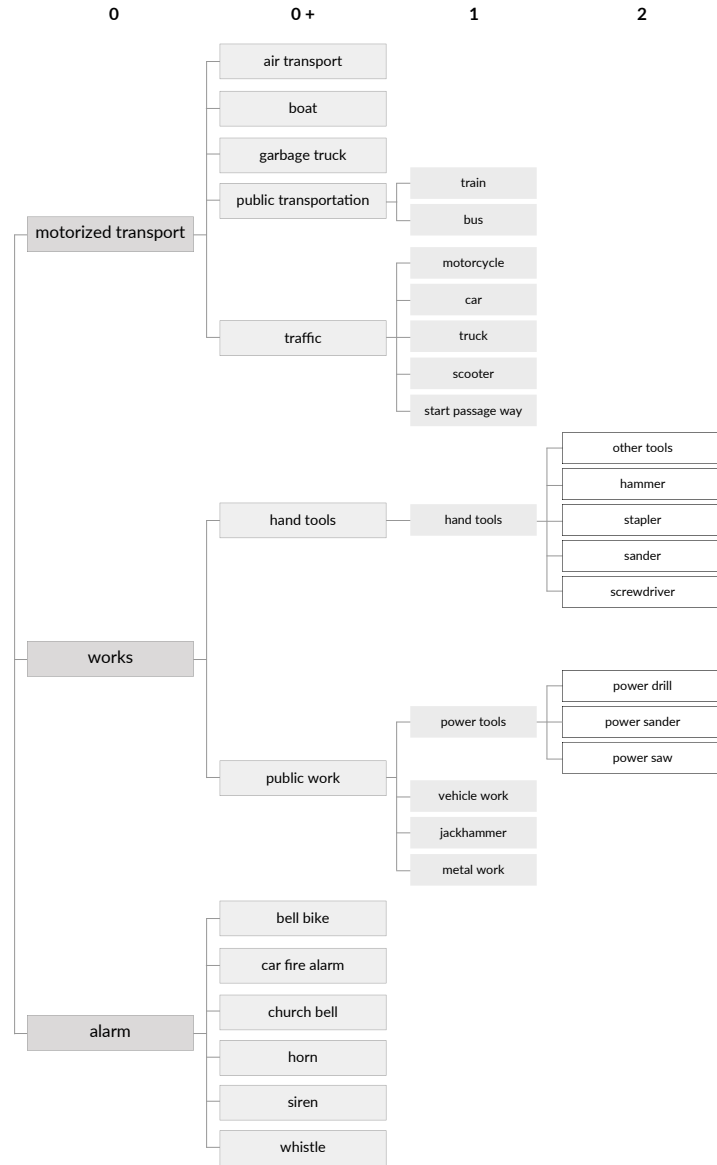 0 0 + 1 2
air transport
boat
garbage truck
public transportation
train
bus
motorized transport
motorcycle
car
traffic
truck
scooter
start passage way
other tools
hammer
hand tools
hand tools
stapler
sander
screwdriver
works
power drill
power tools
power sander
power saw
public work
vehicle work
jackhammer
metal work
bell bike
car fire alarm
church bell
alarm
horn
siren
whistle